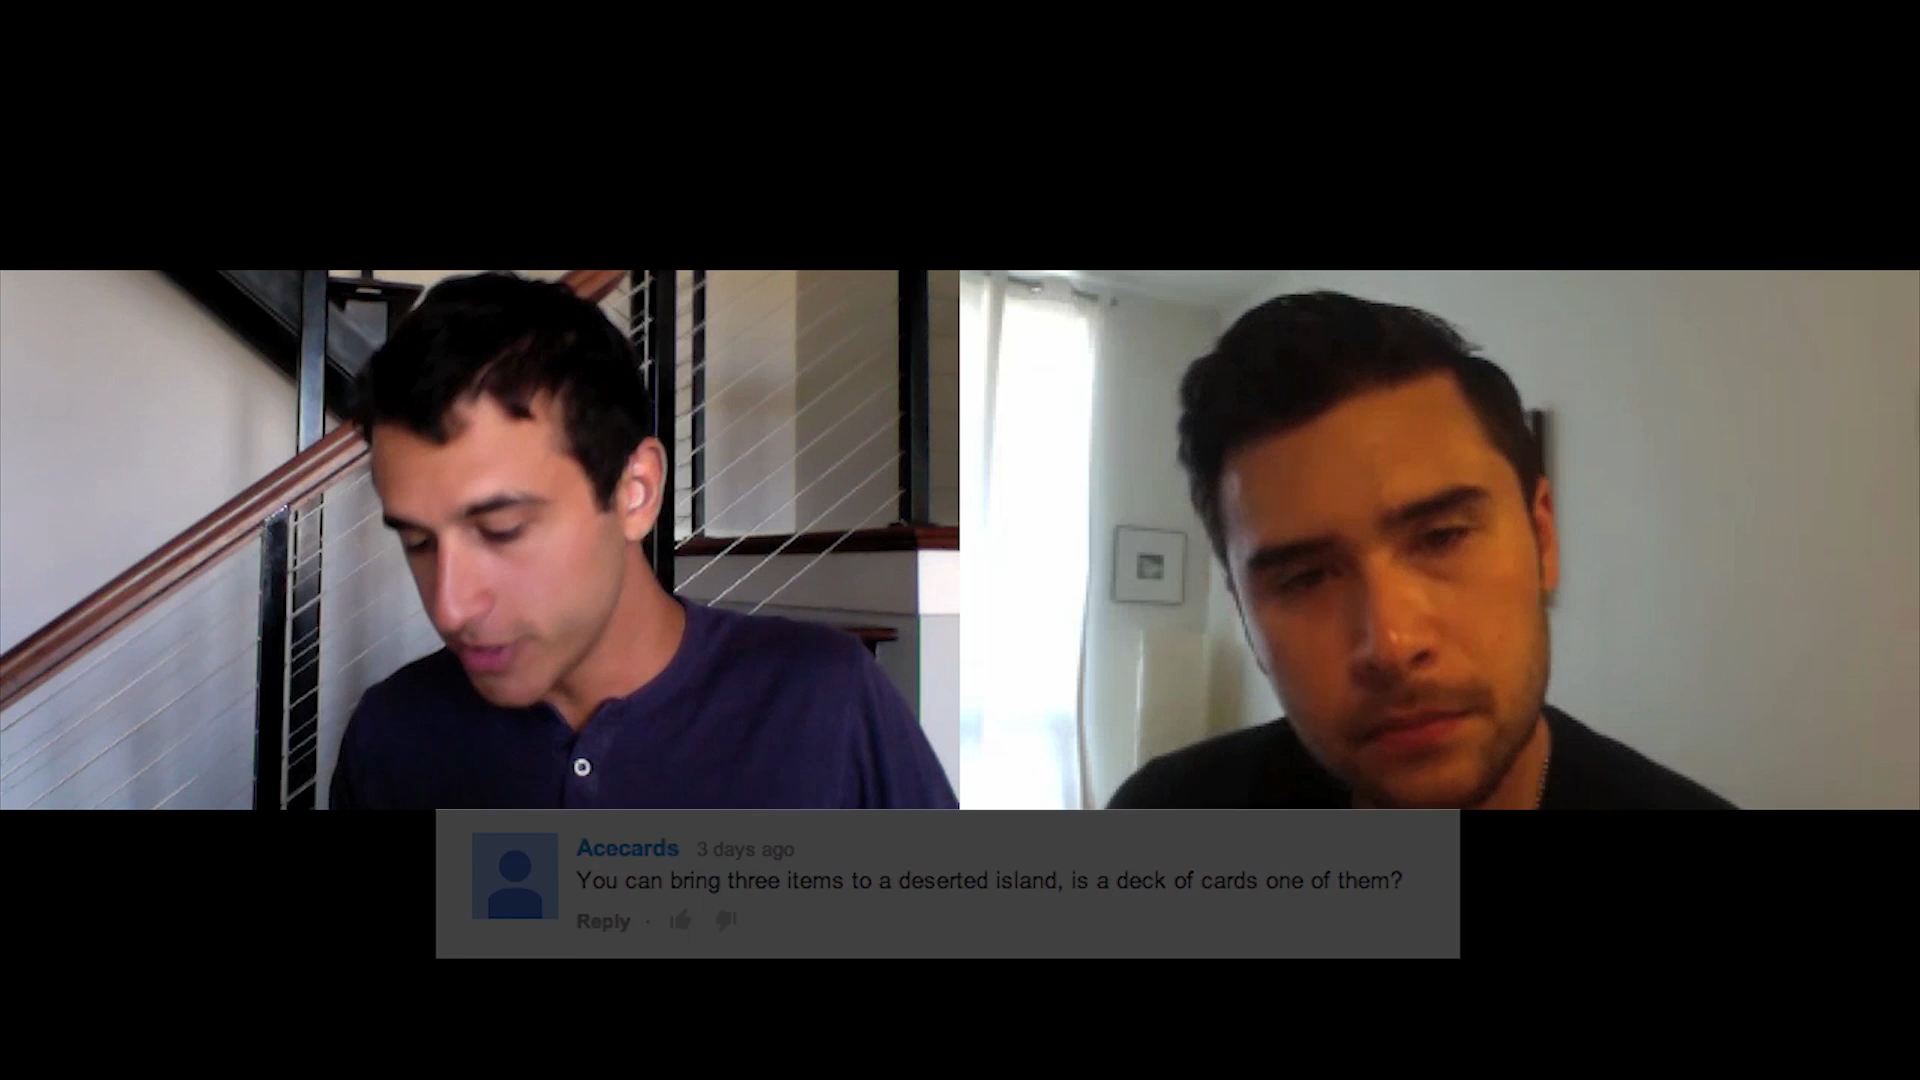 Acecards 3 days ago
You can bring three items to a deserted island, is a deck of cards one of them?
Reply ·